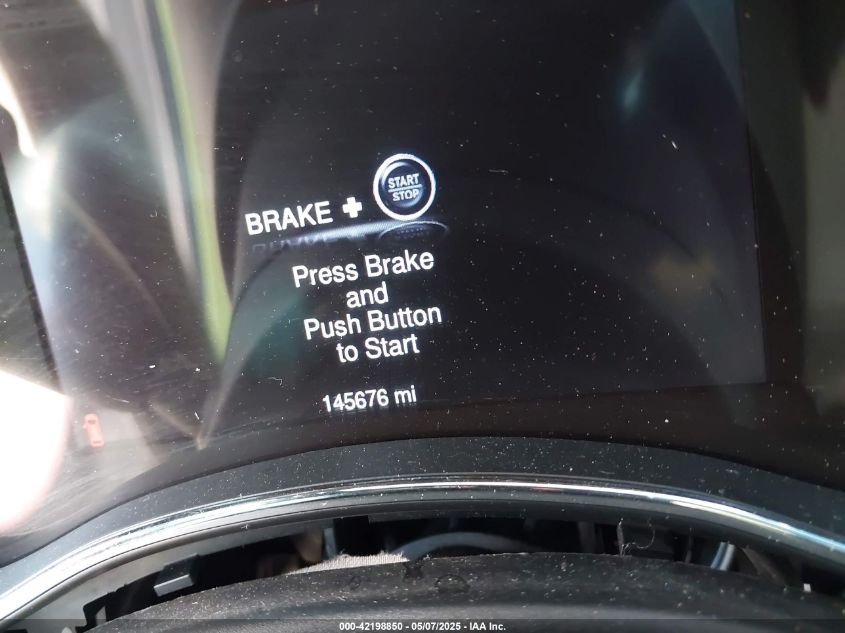 START
STOP
BRAKE +
Press Brake
and
Push Button
to Start
145676 mi
000-42198850 — 05/07/2025 — IAA Inc.